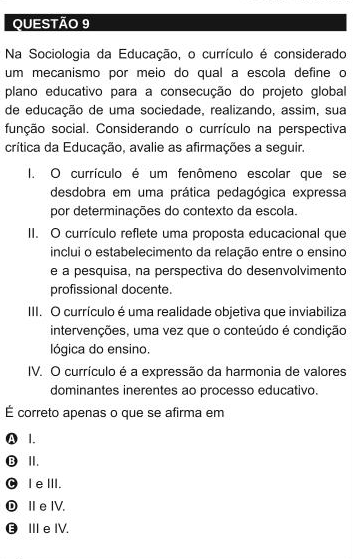 QUESTÃO 9
Na Sociologia da Educação, o currículo é considerado
um mecanismo por meio do qual a escola define o
plano educativo para a consecução do projeto global
de educação de uma sociedade, realizando, assim, sua
função social. Considerando o currículo na perspectiva
crítica da Educação, avalie as afirmações a seguir.
I. O currículo é um fenômeno escolar que se
desdobra em uma prática pedagógica expressa
por determinações do contexto da escola.
II. O currículo reflete uma proposta educacional que
inclui o estabelecimento da relação entre o ensino
e a pesquisa, na perspectiva do desenvolvimento
profissional docente.
III. O currículo é uma realidade objetiva que inviabiliza
intervenções, uma vez que o conteúdo é condição
lógica do ensino.
IV. O currículo é a expressão da harmonia de valores
dominantes inerentes ao processo educativo.
É correto apenas o que se afirma em
A I.
B II.
C I e III.
D II e IV.
E III e IV.